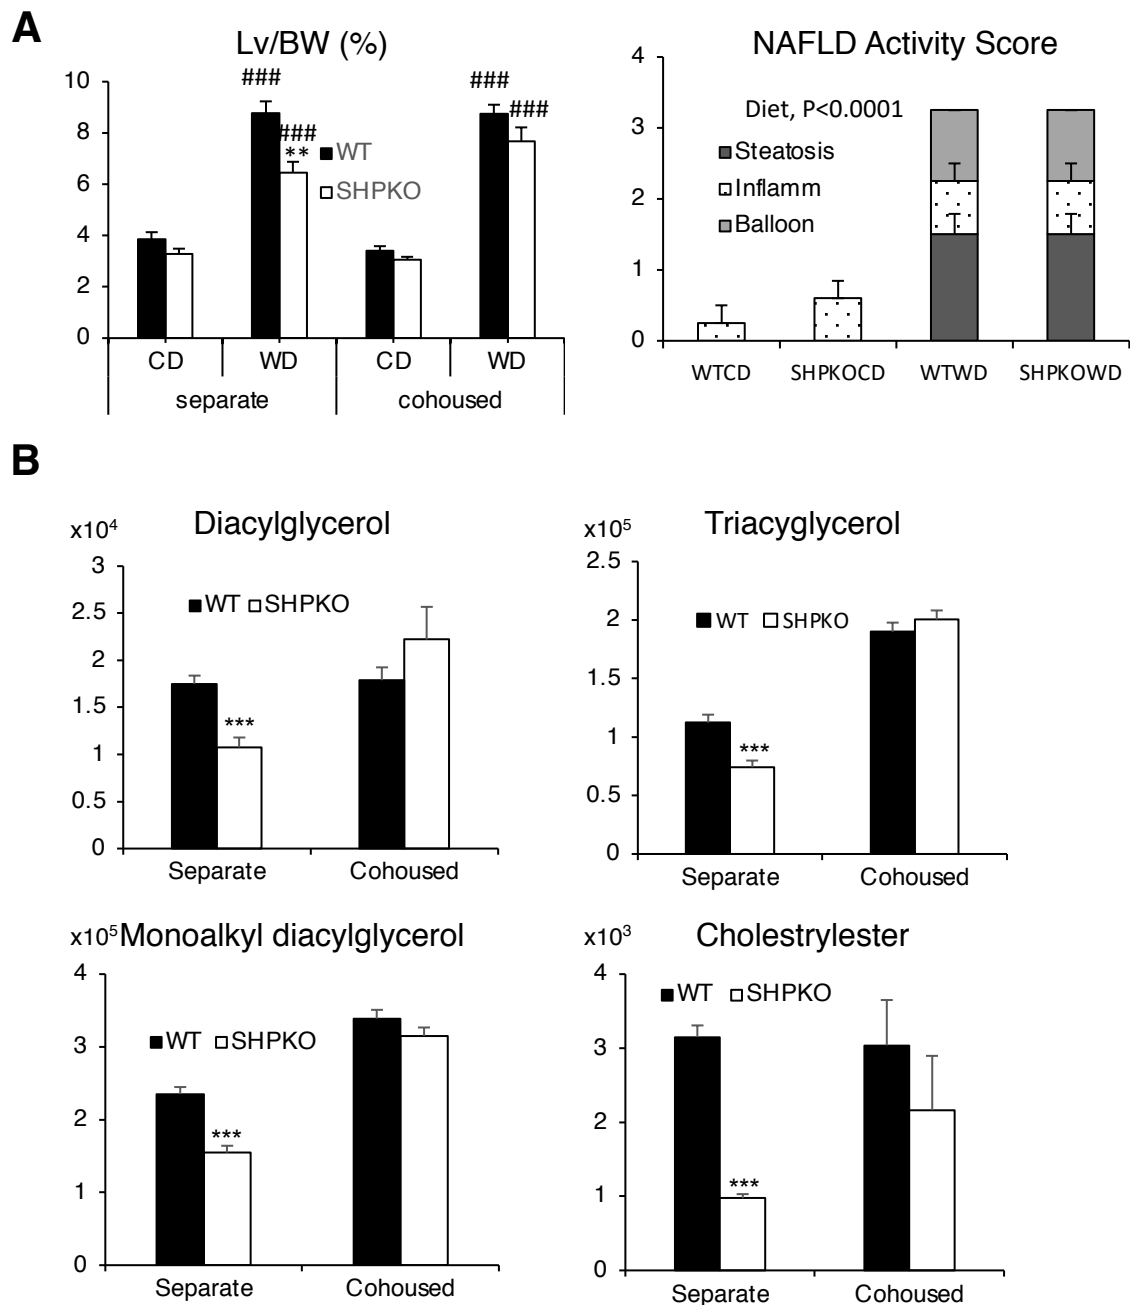 A
Lv/BW (%)
10
8
6
4
2
0
###
###
**
###
###
WT
SHPKO
CD
WD
CD
WD
separate
cohoused
NAFLD Activity Score
4
3
2
1
0
Diet, P<0.0001
Steatosis
Inflamm
Balloon
WTCD
SHPKOCD
WTWD
SHPKOWD
B
x10⁴
Diacylglycerol
3
2.5
2
1.5
1
0.5
0
WT SHPKO
***
Separate
Cohoused
x10⁵
Triacyglycerol
2.5
2
1.5
1
0.5
0
WT SHPKO
***
Separate
Cohoused
x10⁵ Monoalkyl diacylglycerol
4
3
2
1
0
WT SHPKO
***
Separate
Cohoused
x10³
Cholestrylester
4
3
2
1
0
WT SHPKO
***
Separate
Cohoused